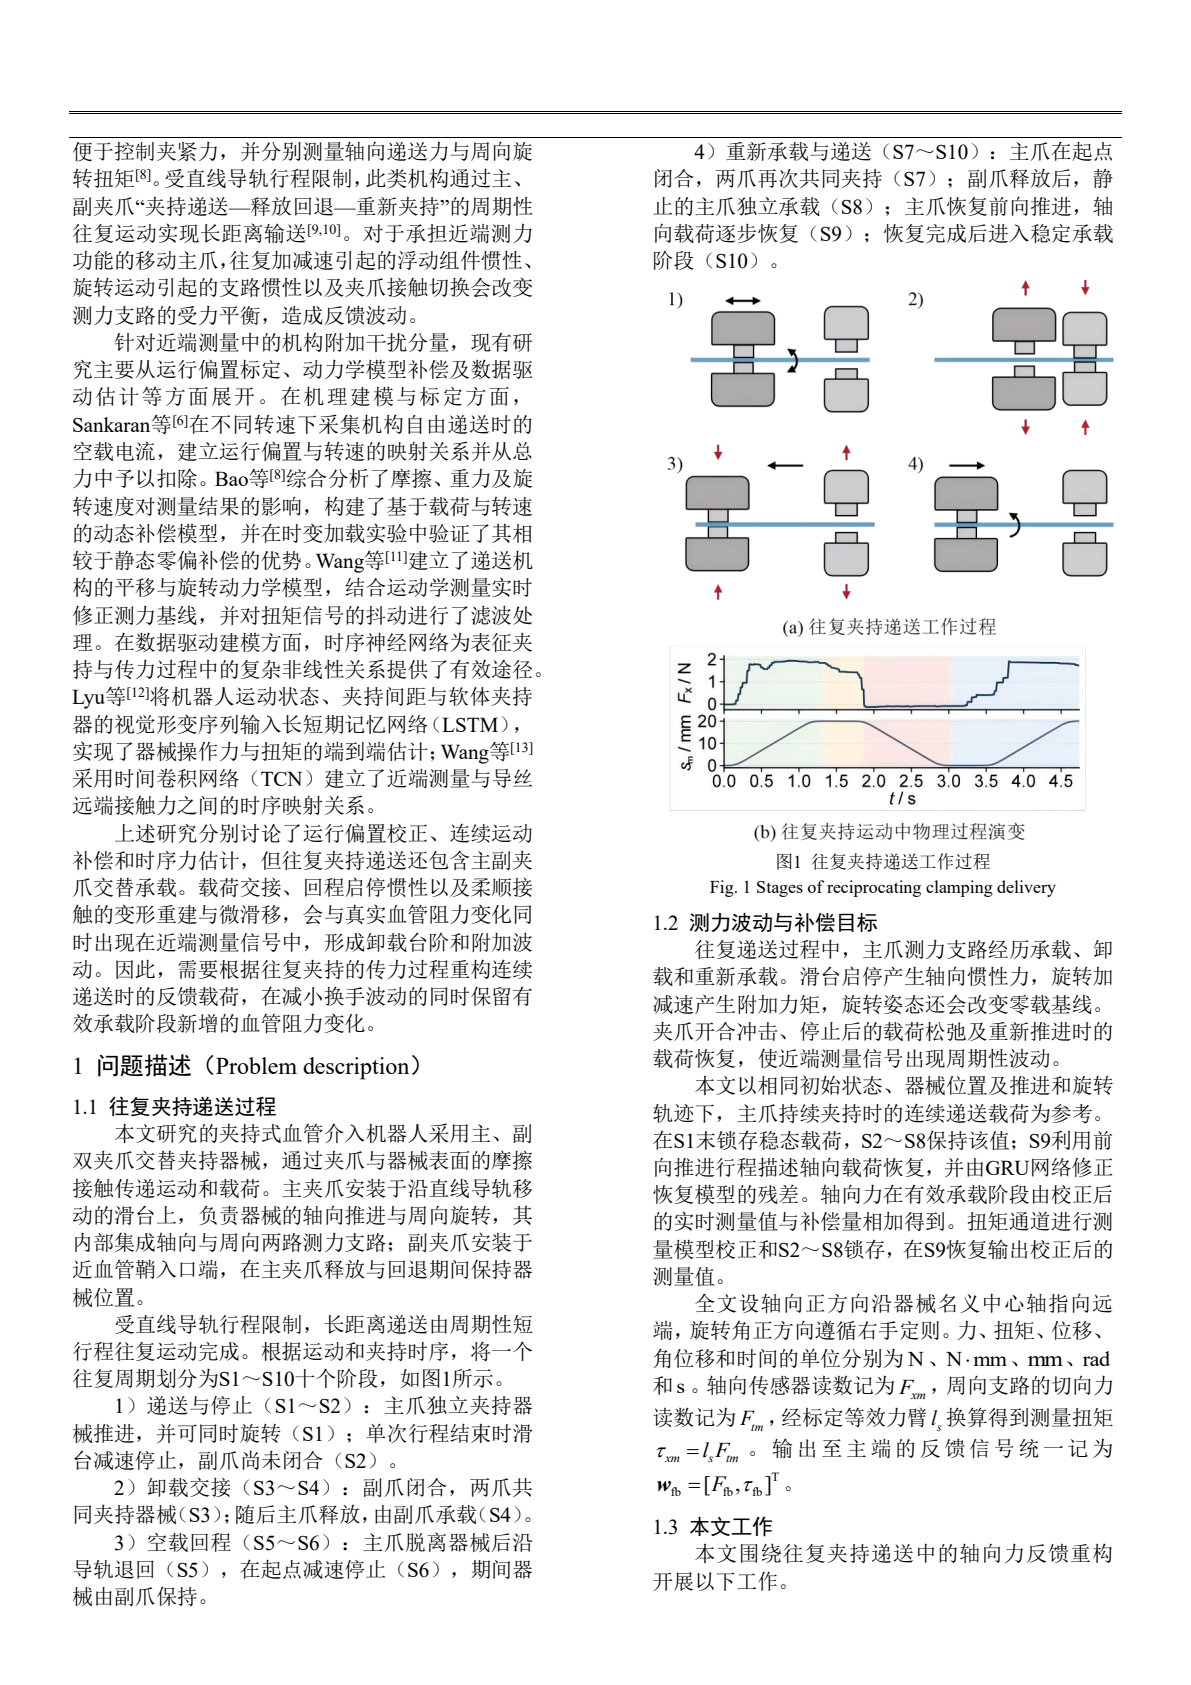 便于控制夹紧力，并分别测量轴向递送力与周向旋
转扭矩[8]。受直线导轨行程限制，此类机构通过主、
副夹爪“夹持递送—释放回退—重新夹持”的周期性
往复运动实现长距离输送[9,10]。对于承担近端测力
功能的移动主爪，往复加减速引起的浮动组件惯性、
旋转运动引起的支路惯性以及夹爪接触切换会改变
测力支路的受力平衡，造成反馈波动。
针对近端测量中的机构附加干扰分量，现有研
究主要从运行偏置标定、动力学模型补偿及数据驱
动估计等方面展开。在机理建模与标定方面，
Sankaran等[6]在不同转速下采集机构自由递送时的
空载电流，建立运行偏置与转速的映射关系并从总
力中予以扣除。Bao等[8]综合分析了摩擦、重力及旋
转速度对测量结果的影响，构建了基于载荷与转速
的动态补偿模型，并在时变加载实验中验证了其相
较于静态零偏补偿的优势。Wang等[11]建立了递送机
构的平移与旋转动力学模型，结合运动学测量实时
修正测力基线，并对扭矩信号的抖动进行了滤波处
理。在数据驱动建模方面，时序神经网络为表征夹
持与传力过程中的复杂非线性关系提供了有效途径。
Lyu等[12]将机器人运动状态、夹持间距与软体夹持
器的视觉形变序列输入长短期记忆网络（LSTM），
实现了器械操作力与扭矩的端到端估计；Wang等[13]
采用时间卷积网络（TCN）建立了近端测量与导丝
远端接触力之间的时序映射关系。
上述研究分别讨论了运行偏置校正、连续运动
补偿和时序力估计，但往复夹持递送还包含主副夹
爪交替承载。载荷交接、回程启停惯性以及柔顺接
触的变形重建与微滑移，会与真实血管阻力变化同
时出现在近端测量信号中，形成卸载台阶和附加波
动。因此，需要根据往复夹持的传力过程重构连续
递送时的反馈载荷，在减小换手波动的同时保留有
效承载阶段新增的血管阻力变化。
1 问题描述（Problem description）
1.1 往复夹持递送过程
本文研究的夹持式血管介入机器人采用主、副
双夹爪交替夹持器械，通过夹爪与器械表面的摩擦
接触传递运动和载荷。主夹爪安装于沿直线导轨移
动的滑台上，负责器械的轴向推进与周向旋转，其
内部集成轴向与周向两路测力支路；副夹爪安装于
近血管鞘入口端，在主夹爪释放与回退期间保持器
械位置。
受直线导轨行程限制，长距离递送由周期性短
行程往复运动完成。根据运动和夹持时序，将一个
往复周期划分为S1～S10十个阶段，如图1所示。
1）递送与停止（S1～S2）：主爪独立夹持器
械推进，并可同时旋转（S1）；单次行程结束时滑
台减速停止，副爪尚未闭合（S2）。
2）卸载交接（S3～S4）：副爪闭合，两爪共
同夹持器械（S3）；随后主爪释放，由副爪承载（S4）。
3）空载回程（S5～S6）：主爪脱离器械后沿
导轨退回（S5），在起点减速停止（S6），期间器
械由副爪保持。
4）重新承载与递送（S7～S10）：主爪在起点
闭合，两爪再次共同夹持（S7）；副爪释放后，静
止的主爪独立承载（S8）；主爪恢复前向推进，轴
向载荷逐步恢复（S9）；恢复完成后进入稳定承载
阶段（S10）。
1)
2)
3)
4)
(a) 往复夹持递送工作过程
Fx / N
2
1
0
sm / mm
20
10
0
0.0 0.5 1.0 1.5 2.0 2.5 3.0 3.5 4.0 4.5
t / s
(b) 往复夹持运动中物理过程演变
图1 往复夹持递送工作过程
Fig. 1 Stages of reciprocating clamping delivery
1.2 测力波动与补偿目标
往复递送过程中，主爪测力支路经历承载、卸
载和重新承载。滑台启停产生轴向惯性力，旋转加
减速产生附加力矩，旋转姿态还会改变零载基线。
夹爪开合冲击、停止后的载荷松弛及重新推进时的
载荷恢复，使近端测量信号出现周期性波动。
本文以相同初始状态、器械位置及推进和旋转
轨迹下，主爪持续夹持时的连续递送载荷为参考。
在S1末锁存稳态载荷，S2～S8保持该值；S9利用前
向推进行程描述轴向载荷恢复，并由GRU网络修正
恢复模型的残差。轴向力在有效承载阶段由校正后
的实时测量值与补偿量相加得到。扭矩通道进行测
量模型校正和S2～S8锁存，在S9恢复输出校正后的
测量值。
全文设轴向正方向沿器械名义中心轴指向远
端，旋转角正方向遵循右手定则。力、扭矩、位移、
角位移和时间的单位分别为N、N·mm、mm、rad
和s。轴向传感器读数记为Fxm，周向支路的切向力
读数记为Ftm，经标定等效力臂ls换算得到测量扭矩
τxm =lsFtm 。输出至主端的反馈信号统一记为
wfb =[Ffb,τfb]T。
1.3 本文工作
本文围绕往复夹持递送中的轴向力反馈重构
开展以下工作。